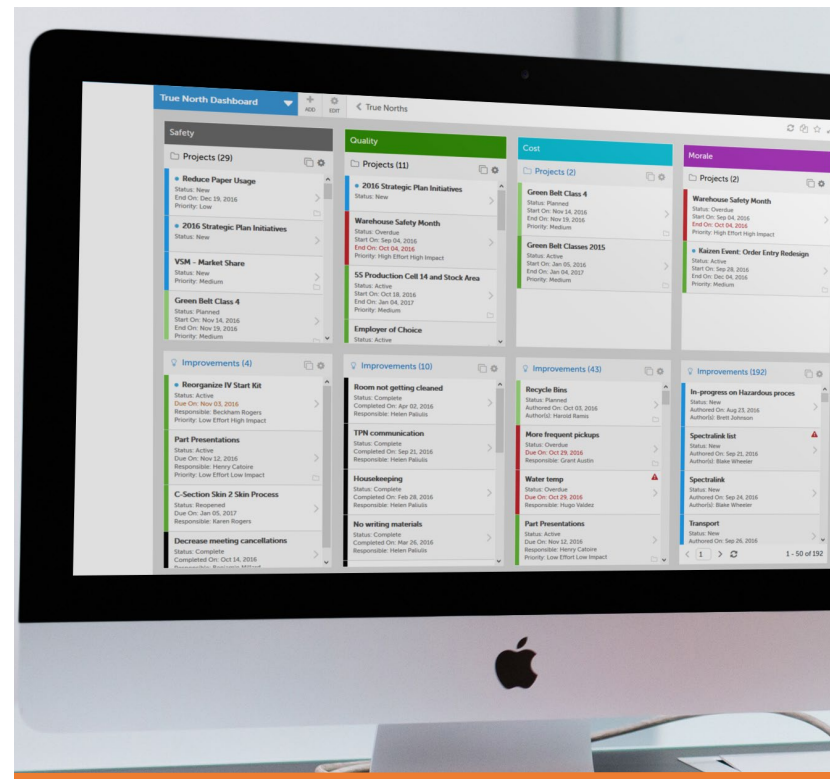 True North Dashboard
ADD
EDIT
True Norths
Safety
Projects (29)
Reduce Paper Usage
Status: New
End On: Dec 19, 2016
Priority: Low
2016 Strategic Plan Initiatives
Status: New
VSM - Market Share
Status: New
Priority: Medium
Green Belt Class 4
Status: Planned
Start On: Nov 14, 2016
End On: Nov 19, 2016
Priority: Medium
Improvements (4)
Reorganize IV Start Kit
Status: Active
Due On: Nov 03, 2016
Responsible: Beckham Rogers
Priority: Low Effort High Impact
Part Presentations
Status: Active
Due On: Nov 12, 2016
Responsible: Henry Catoire
Priority: Low Effort Low Impact
C-Section Skin 2 Skin Process
Status: Reopened
Due On: Jan 05, 2017
Responsible: Karen Rogers
Decrease meeting cancellations
Status: Complete
Completed On: Oct 14, 2016
Quality
Projects (11)
2016 Strategic Plan Initiatives
Status: New
Warehouse Safety Month
Status: Overdue
Start On: Sep 04, 2016
End On: Oct 04, 2016
Priority: High Effort High Impact
5S Production Cell 14 and Stock Area
Status: Active
Start On: Oct 18, 2016
End On: Jan 04, 2017
Priority: Medium
Employer of Choice
Status: Active
Improvements (10)
Room not getting cleaned
Status: Complete
Completed On: Apr 02, 2016
Responsible: Helen Paliulis
TPN communication
Status: Complete
Completed On: Sep 21, 2016
Responsible: Helen Paliulis
Housekeeping
Status: Complete
Completed On: Feb 28, 2016
Responsible: Helen Paliulis
No writing materials
Status: Complete
Completed On: Mar 26, 2016
Responsible: Helen Paliulis
Cost
Projects (2)
Green Belt Class 4
Status: Planned
Start On: Nov 14, 2016
End On: Nov 19, 2016
Priority: Medium
Green Belt Classes 2015
Status: Active
Start On: Jan 05, 2016
End On: Jan 04, 2017
Priority: Medium
Improvements (43)
Recycle Bins
Status: Planned
Authored On: Oct 03, 2016
Author(s): Harold Ramis
More frequent pickups
Status: Overdue
Due On: Oct 29, 2016
Responsible: Grant Austin
Water temp
Status: Overdue
Due On: Oct 29, 2016
Responsible: Hugo Valdez
Part Presentations
Status: Active
Due On: Nov 12, 2016
Responsible: Henry Catoire
Priority: Low Effort Low Impact
Morale
Projects (2)
Warehouse Safety Month
Status: Overdue
Start On: Sep 04, 2016
End On: Oct 04, 2016
Priority: High Effort High Impact
Kaizen Event: Order Entry Redesign
Status: Active
Start On: Sep 28, 2016
End On: Dec 04, 2016
Priority: Medium
Improvements (192)
In-progress on Hazardous proces
Status: New
Authored On: Aug 23, 2016
Author(s): Brett Johnson
Spectralink list
Status: New
Authored On: Sep 21, 2016
Author(s): Blake Wheeler
Spectralink
Status: New
Authored On: Sep 24, 2016
Author(s): Blake Wheeler
Transport
Status: New
Authored On: Sep 26, 2016
1
1 - 50 of 192